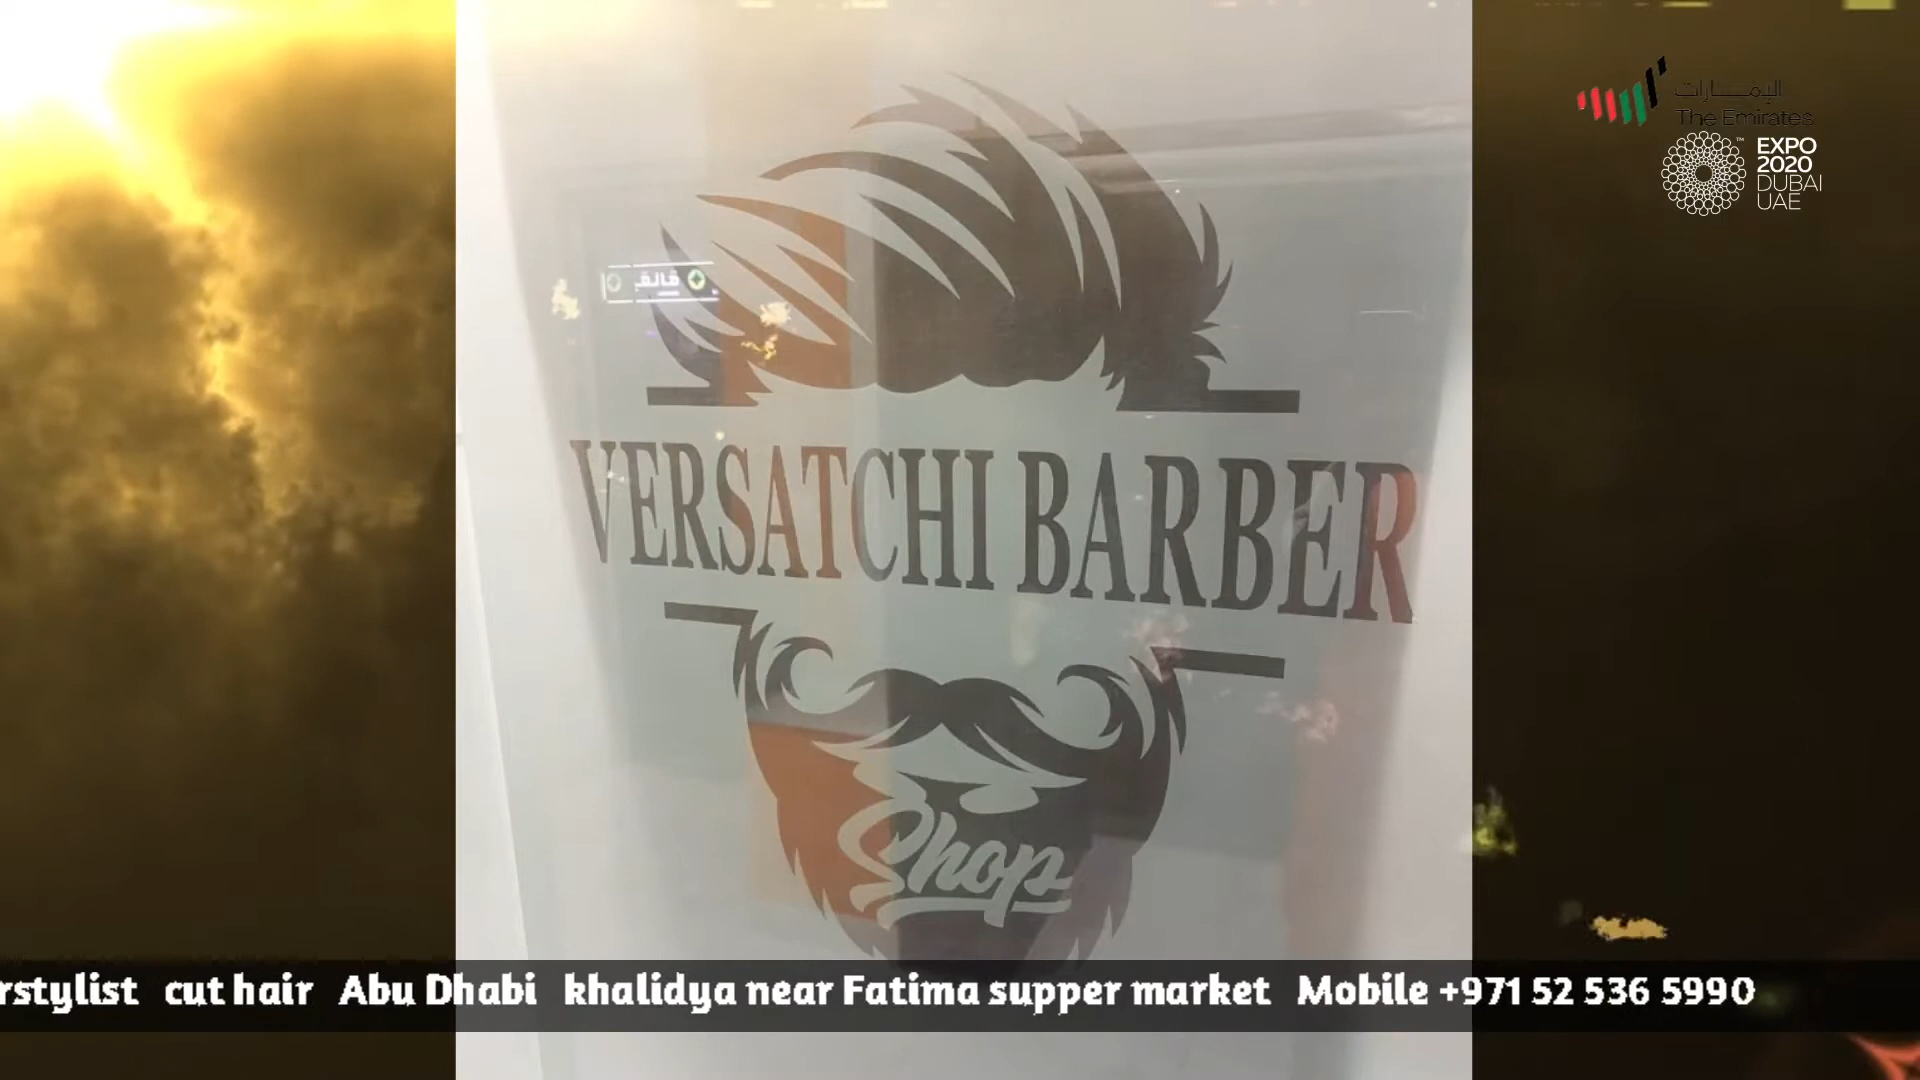 الإمارات
The Emirates
EXPO
2020
DUBAI
UAE
VERSATCHI BARBER
Shop
rstylist cut hair Abu Dhabi khalidya near Fatima supper market Mobile +971 52 536 5990